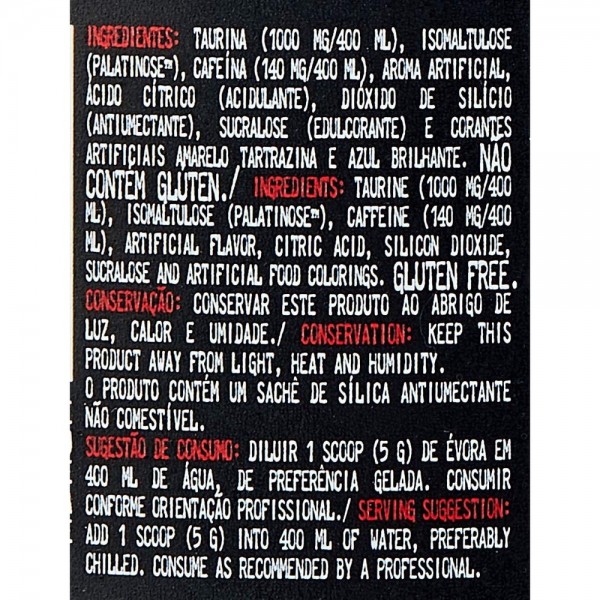 INGREDIENTES: TAURINA (1000 MG/400 ML), ISOMALTULOSE
(PALATINOSE™), CAFEÍNA (140 MG/400 ML), AROMA ARTIFICIAL,
ÁCIDO CÍTRICO (ACIDULANTE), DIÓXIDO DE SILÍCIO
(ANTIUMECTANTE), SUCRALOSE (EDULCORANTE) E CORANTES
ARTIFICIAIS AMARELO TARTRAZINA E AZUL BRILHANTE. NÃO
CONTÉM GLÚTEN./ INGREDIENTS: TAURINE (1000 MG/400
ML), ISOMALTULOSE (PALATINOSE™), CAFFEINE (140 MG/400
ML), ARTIFICIAL FLAVOR, CITRIC ACID, SILICON DIOXIDE,
SUCRALOSE AND ARTIFICIAL FOOD COLORINGS. GLUTEN FREE.
CONSERVAÇÃO: CONSERVAR ESTE PRODUTO AO ABRIGO DE
LUZ, CALOR E UMIDADE./ CONSERVATION: KEEP THIS
PRODUCT AWAY FROM LIGHT, HEAT AND HUMIDITY.
O PRODUTO CONTÉM UM SACHÊ DE SÍLICA ANTIUMECTANTE
NÃO COMESTÍVEL.
SUGESTÃO DE CONSUMO: DILUIR 1 SCOOP (5 G) DE ÉVORA EM
400 ML DE ÁGUA, DE PREFERÊNCIA GELADA. CONSUMIR
CONFORME ORIENTAÇÃO PROFISSIONAL./ SERVING SUGGESTION:
ADD 1 SCOOP (5 G) INTO 400 ML OF WATER, PREFERABLY
CHILLED. CONSUME AS RECOMMENDED BY A PROFESSIONAL.